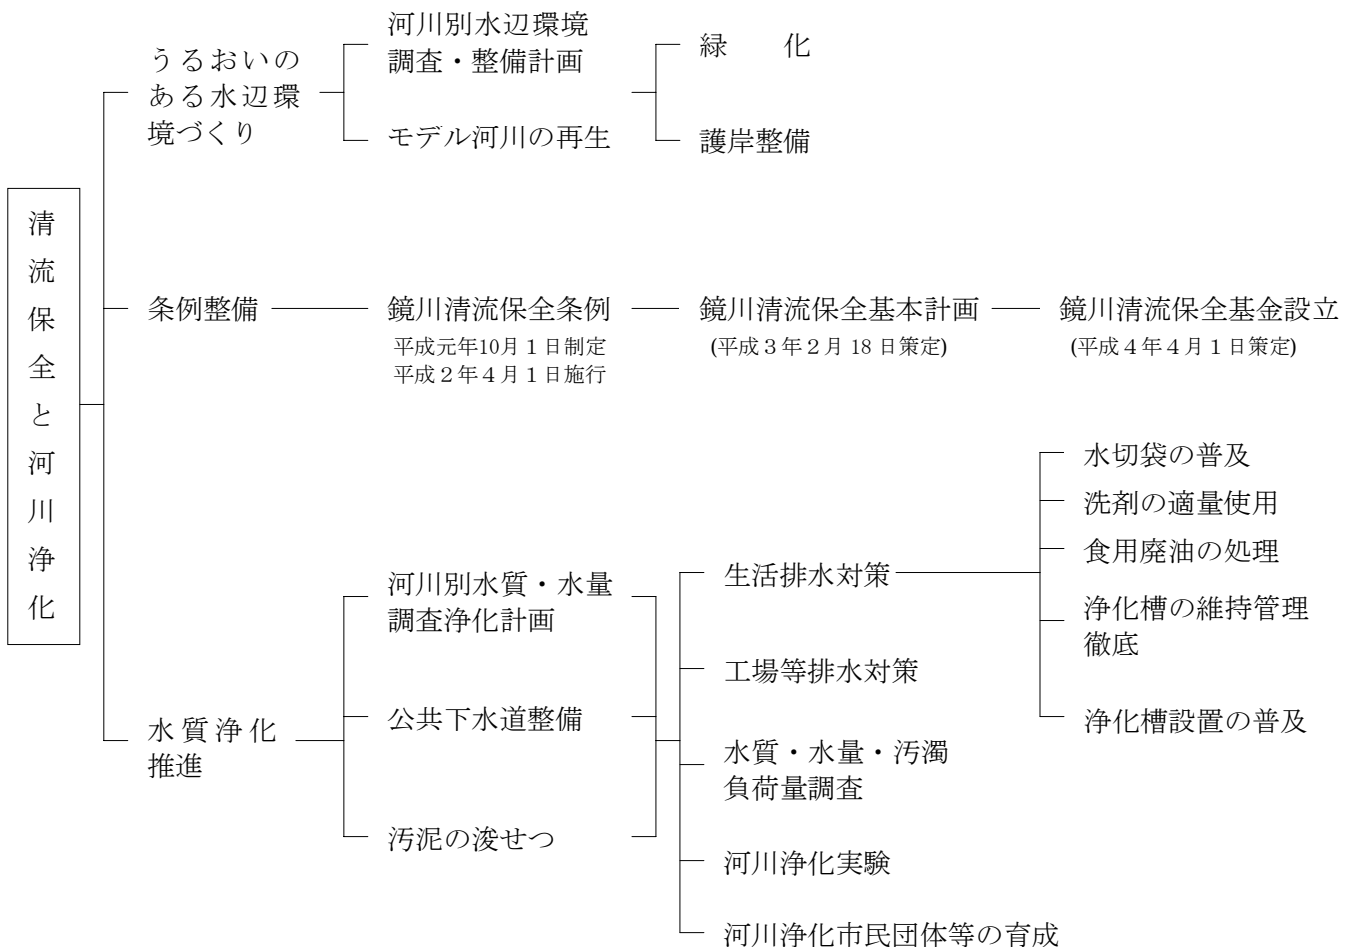 清流保全と河川浄化
うるおいの
ある水辺環
境づくり
河川別水辺環境
調査・整備計画
モデル河川の再生
緑　　化
護岸整備
条例整備
鏡川清流保全条例
平成元年10月１日制定
平成２年４月１日施行
鏡川清流保全基本計画
(平成３年２月 18 日策定)
鏡川清流保全基金設立
(平成４年４月１日策定)
水質浄化
推進
河川別水質・水量
調査浄化計画
公共下水道整備
汚泥の浚せつ
生活排水対策
工場等排水対策
水質・水量・汚濁
負荷量調査
河川浄化実験
河川浄化市民団体等の育成
水切袋の普及
洗剤の適量使用
食用廃油の処理
浄化槽の維持管理
徹底
浄化槽設置の普及